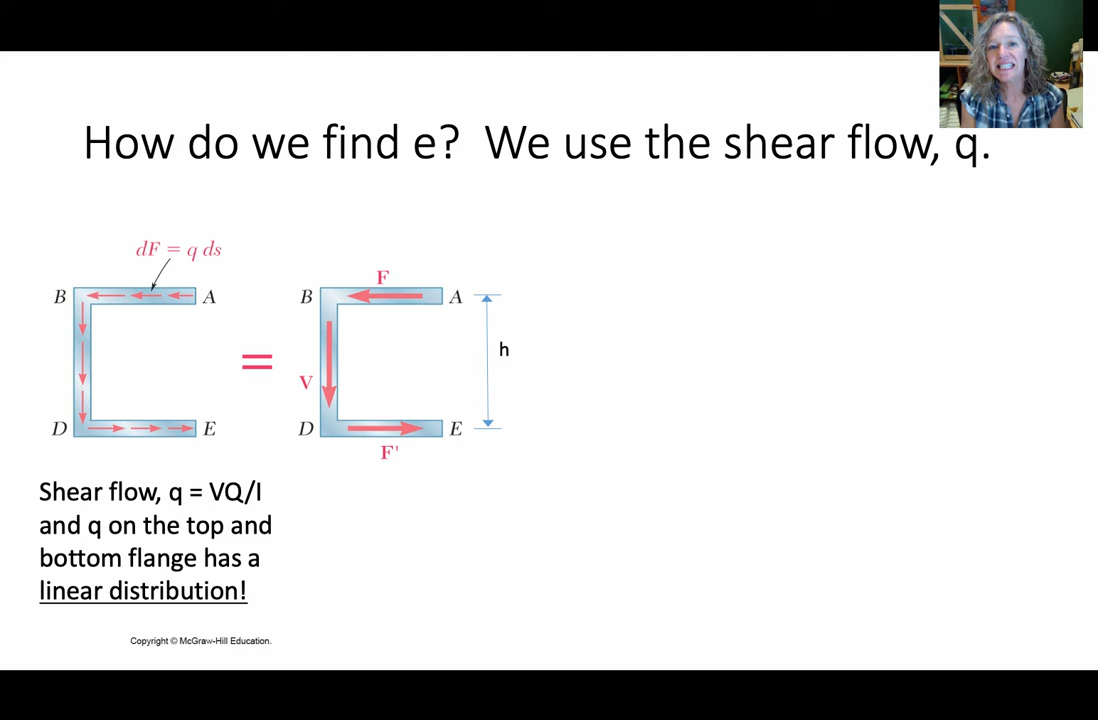 How do we find e? We use the shear flow, q.
dF = q ds
B
A
D
E
=
F
B
A
V
h
D
E
F'
Shear flow, q = VQ/I
and q on the top and
bottom flange has a
linear distribution!
Copyright © McGraw-Hill Education.